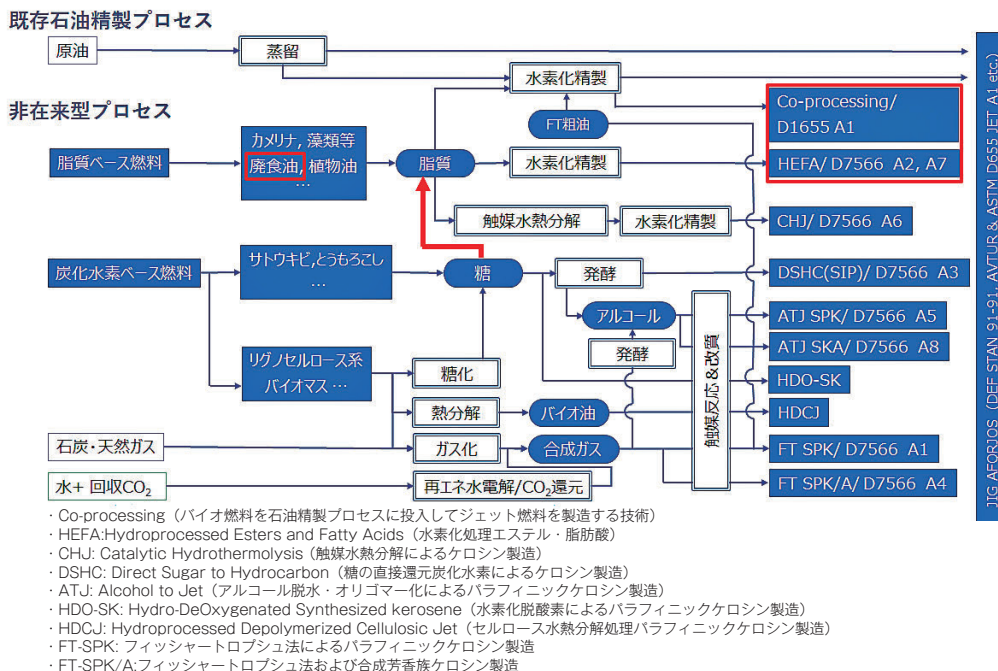 既存石油精製プロセス
原油
蒸留
水素化精製
非在来型プロセス
FT粗油
Co-processing/
D1655 A1
脂質ベース燃料
カメリナ, 藻類等
廃食油, 植物油
…
脂質
水素化精製
HEFA/ D7566 A2, A7
触媒水熱分解
水素化精製
CHJ/ D7566 A6
炭化水素ベース燃料
サトウキビ,とうもろこし
…
糖
発酵
DSHC(SIP)/ D7566 A3
アルコール
ATJ SPK/ D7566 A5
発酵
ATJ SKA/ D7566 A8
リグノセルロース系
バイオマス …
糖化
HDO-SK
熱分解
バイオ油
HDCJ
触媒反応&改質
石炭・天然ガス
ガス化
合成ガス
FT SPK/ D7566 A1
水+ 回収CO₂
再エネ水電解/CO₂還元
FT SPK/A/ D7566 A4
JIG AFQRIOS (DEF STAN 91-91, AVTUR & ASTM D655 JET A1 etc.)
・Co-processing(バイオ燃料を石油精製プロセスに投入してジェット燃料を製造する技術)
・HEFA:Hydroprocessed Esters and Fatty Acids(水素化処理エステル・脂肪酸)
・CHJ: Catalytic Hydrothermolysis(触媒水熱分解によるケロシン製造)
・DSHC: Direct Sugar to Hydrocarbon(糖の直接還元炭化水素によるケロシン製造)
・ATJ: Alcohol to Jet(アルコール脱水・オリゴマー化によるパラフィニックケロシン製造)
・HDO-SK: Hydro-DeOxygenated Synthesized kerosene(水素化脱酸素によるパラフィニックケロシン製造)
・HDCJ: Hydroprocessed Depolymerized Cellulosic Jet(セルロース水熱分解処理パラフィニックケロシン製造)
・FT-SPK: フィッシャートロプシュ法によるパラフィニックケロシン製造
・FT-SPK/A:フィッシャートロプシュ法および合成芳香族ケロシン製造